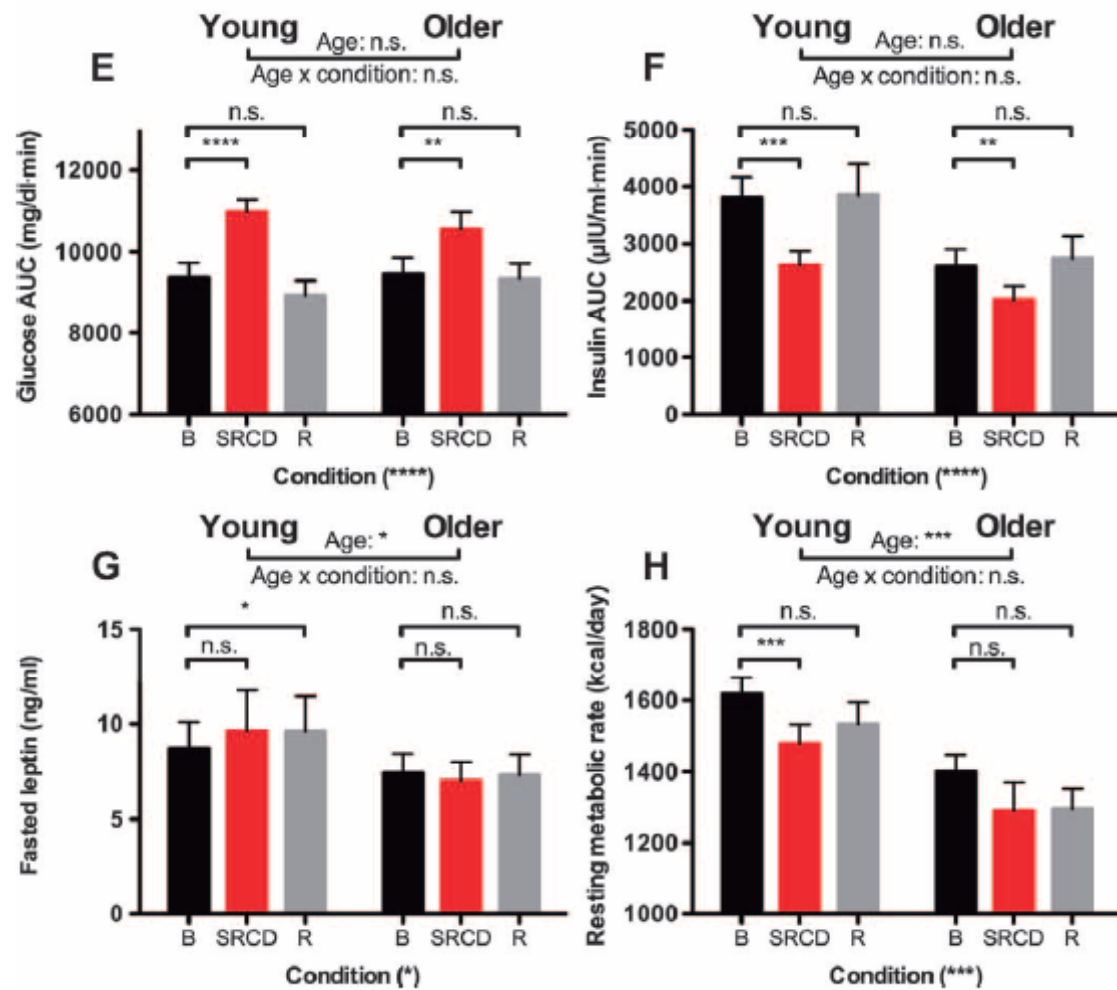 Young Older
Age: n.s.
E
Age x condition: n.s.
n.s. n.s.
**** **
Glucose AUC (mg/dl·min)
12000
10000
8000
6000
B SRCD R B SRCD R
Condition (****)
Young Older
Age: n.s.
F
Age x condition: n.s.
n.s. n.s.
*** **
Insulin AUC (µIU/ml·min)
5000
4000
3000
2000
1000
0
B SRCD R B SRCD R
Condition (****)
Young Older
Age: *
G
Age x condition: n.s.
* n.s.
n.s. n.s.
Fasted leptin (ng/ml)
15
10
5
0
B SRCD R B SRCD R
Condition (*)
Young Older
Age: ***
H
Age x condition: n.s.
n.s. n.s.
*** n.s.
Resting metabolic rate (kcal/day)
1800
1600
1400
1200
1000
B SRCD R B SRCD R
Condition (***)